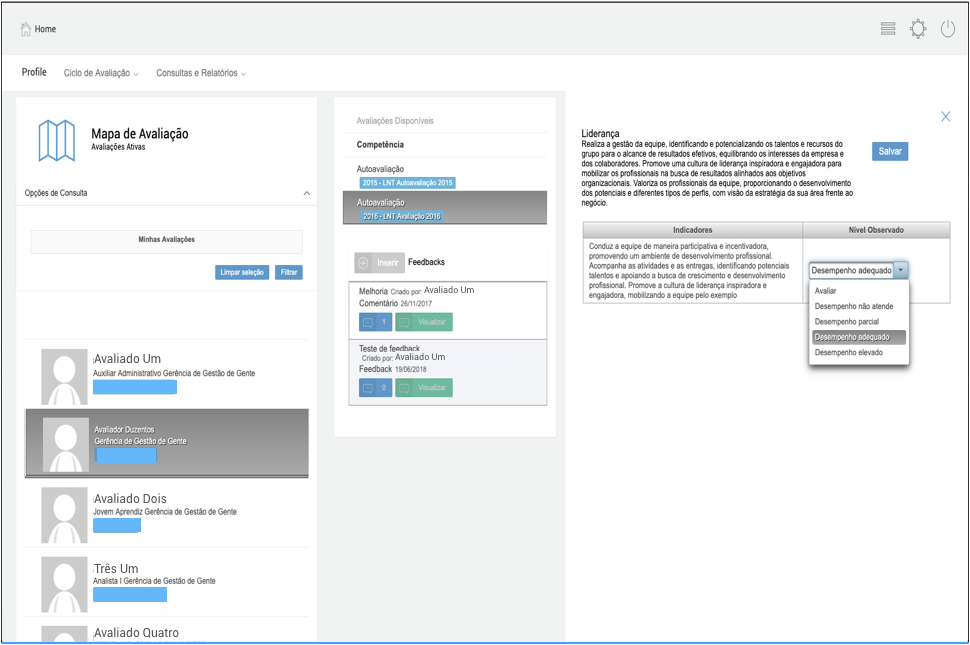 Home
Profile
Ciclo de Avaliação
Consultas e Relatórios
Mapa de Avaliação
Avaliações Ativas
Opções de Consulta
Minhas Avaliações
Limpar seleção
Filtrar
Avaliado Um
Auxiliar Administrativo Gerência de Gestão de Gente
Avaliador Duzentos
Gerência de Gestão de Gente
Avaliado Dois
Jovem Aprendiz Gerência de Gestão de Gente
Três Um
Analista I Gerência de Gestão de Gente
Avaliado Quatro
Avaliações Disponíveis
Competência
Autoavaliação
2015 - LNT Autoavaliação 2015
Autoavaliação
2016 - LNT Avaliação 2016
Inserir
Feedbacks
Melhoria Criado por: Avaliado Um
Comentário 26/11/2017
1
Visualizar
Teste de feedback
Criado por: Avaliado Um
Feedback 19/06/2018
0
Visualizar
Liderança
Realiza a gestão da equipe, identificando e potencializando os talentos e recursos do
grupo para o alcance de resultados efetivos, equilibrando os interesses da empresa e
dos colaboradores. Promove uma cultura de liderança inspiradora e engajadora para
mobilizar os profissionais na busca de resultados alinhados aos objetivos
organizacionais. Valoriza os profissionais da equipe, proporcionando o desenvolvimento
dos potenciais e diferentes tipos de perfis, com visão da estratégia da sua área frente ao
negócio.
Salvar
Indicadores
Nível Observado
Conduz a equipe de maneira participativa e incentivadora,
promovendo um ambiente de desenvolvimento profissional.
Acompanha as atividades e as entregas, identificando potenciais
talentos e apoiando a busca de crescimento e desenvolvimento
profissional. Promove a cultura de liderança inspiradora e
engajadora, mobilizando a equipe pelo exemplo
Desempenho adequado
Avaliar
Desempenho não atende
Desempenho parcial
Desempenho adequado
Desempenho elevado